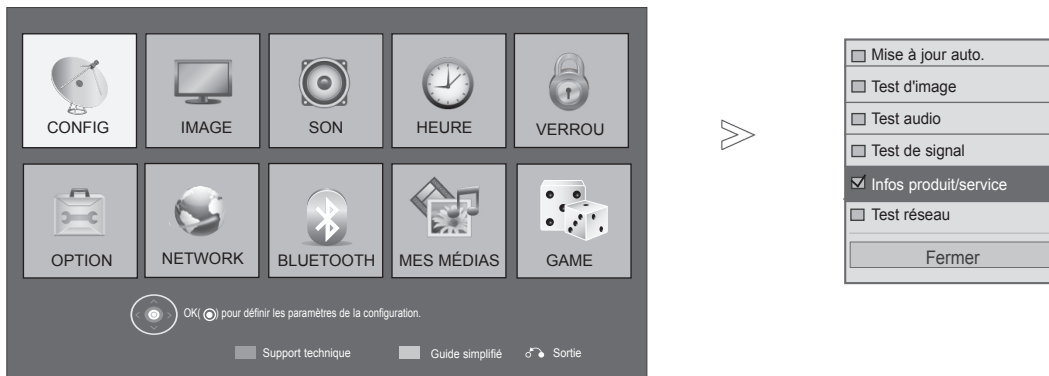 CONFIG IMAGE SON HEURE VERROU
OPTION NETWORK BLUETOOTH MES MÉDIAS GAME
OK( ) pour définir les paramètres de la configuration.
Support technique Guide simplifié Sortie
Mise à jour auto.
Test d'image
Test audio
Test de signal
Infos produit/service
Test réseau
Fermer